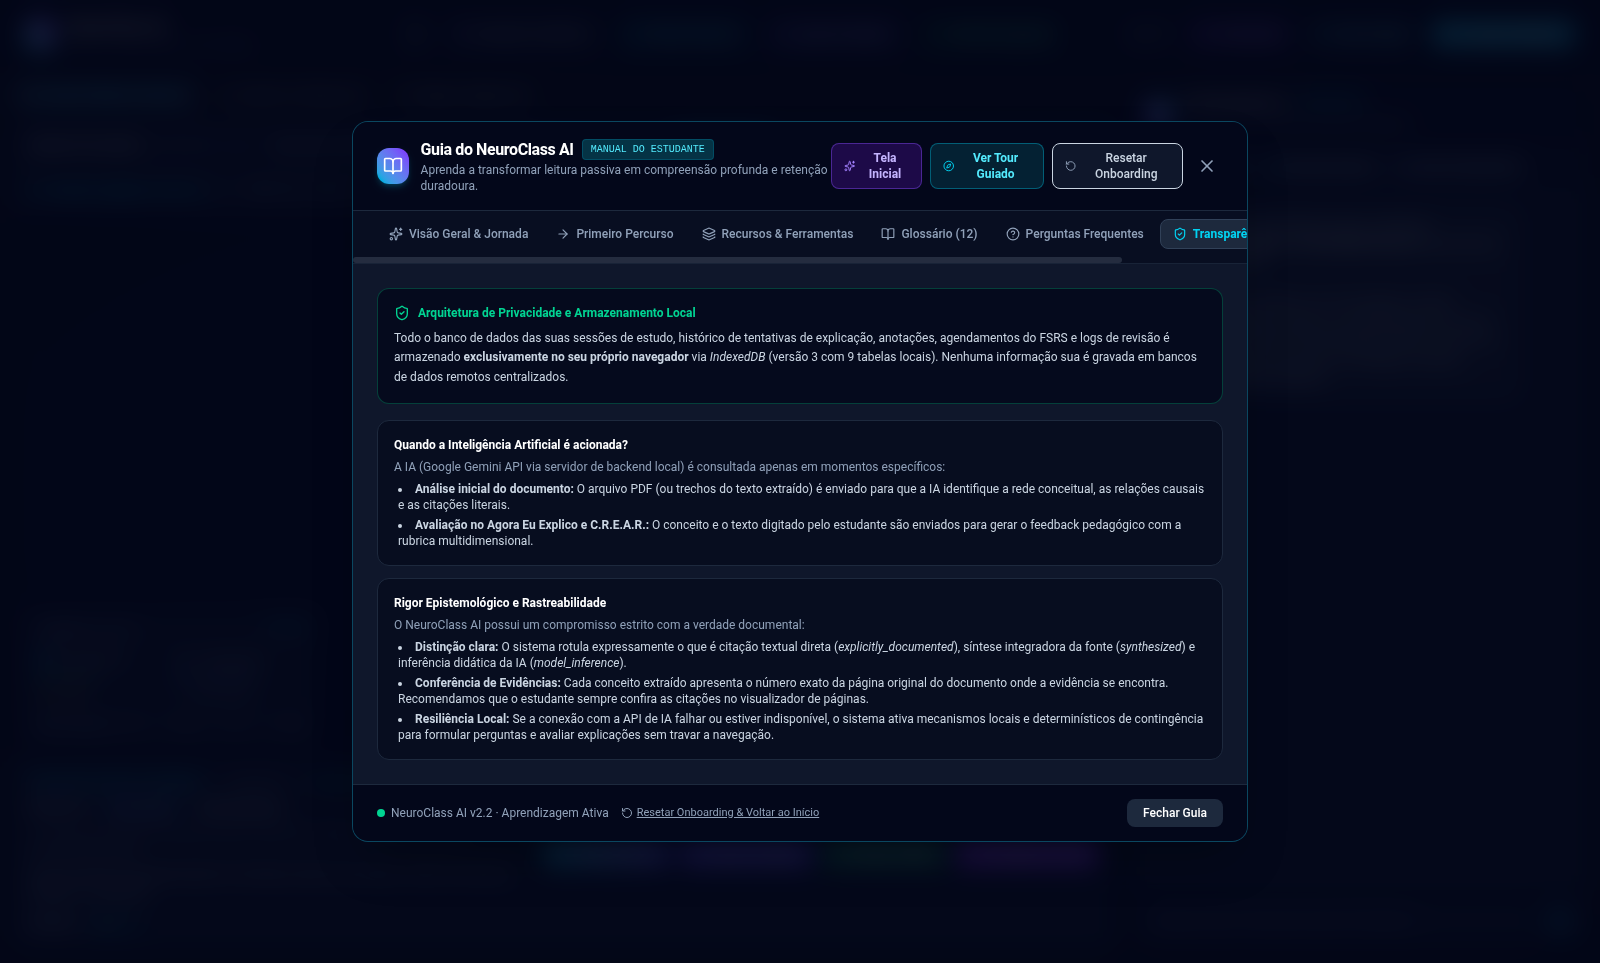 Guia do NeuroClass AI
MANUAL DO ESTUDANTE
Aprenda a transformar leitura passiva em compreensão profunda e retenção
duradoura.
Tela
Inicial
Ver Tour
Guiado
Resetar
Onboarding
Visão Geral & Jornada
Primeiro Percurso
Recursos & Ferramentas
Glossário (12)
Perguntas Frequentes
Transparê
Arquitetura de Privacidade e Armazenamento Local
Todo o banco de dados das suas sessões de estudo, histórico de tentativas de explicação, anotações, agendamentos do FSRS e logs de revisão é
armazenado exclusivamente no seu próprio navegador via IndexedDB (versão 3 com 9 tabelas locais). Nenhuma informação sua é gravada em bancos
de dados remotos centralizados.
Quando a Inteligência Artificial é acionada?
A IA (Google Gemini API via servidor de backend local) é consultada apenas em momentos específicos:
• Análise inicial do documento: O arquivo PDF (ou trechos do texto extraído) é enviado para que a IA identifique a rede conceitual, as relações causais
e as citações literais.
• Avaliação no Agora Eu Explico e C.R.E.A.R.: O conceito e o texto digitado pelo estudante são enviados para gerar o feedback pedagógico com a
rubrica multidimensional.
Rigor Epistemológico e Rastreabilidade
O NeuroClass AI possui um compromisso estrito com a verdade documental:
• Distinção clara: O sistema rotula expressamente o que é citação textual direta (explicitly_documented), síntese integradora da fonte (synthesized) e
inferência didática da IA (model_inference).
• Conferência de Evidências: Cada conceito extraído apresenta o número exato da página original do documento onde a evidência se encontra.
Recomendamos que o estudante sempre confira as citações no visualizador de páginas.
• Resiliência Local: Se a conexão com a API de IA falhar ou estiver indisponível, o sistema ativa mecanismos locais e determinísticos de contingência
para formular perguntas e avaliar explicações sem travar a navegação.
NeuroClass AI v2.2 · Aprendizagem Ativa
Resetar Onboarding & Voltar ao Início
Fechar Guia